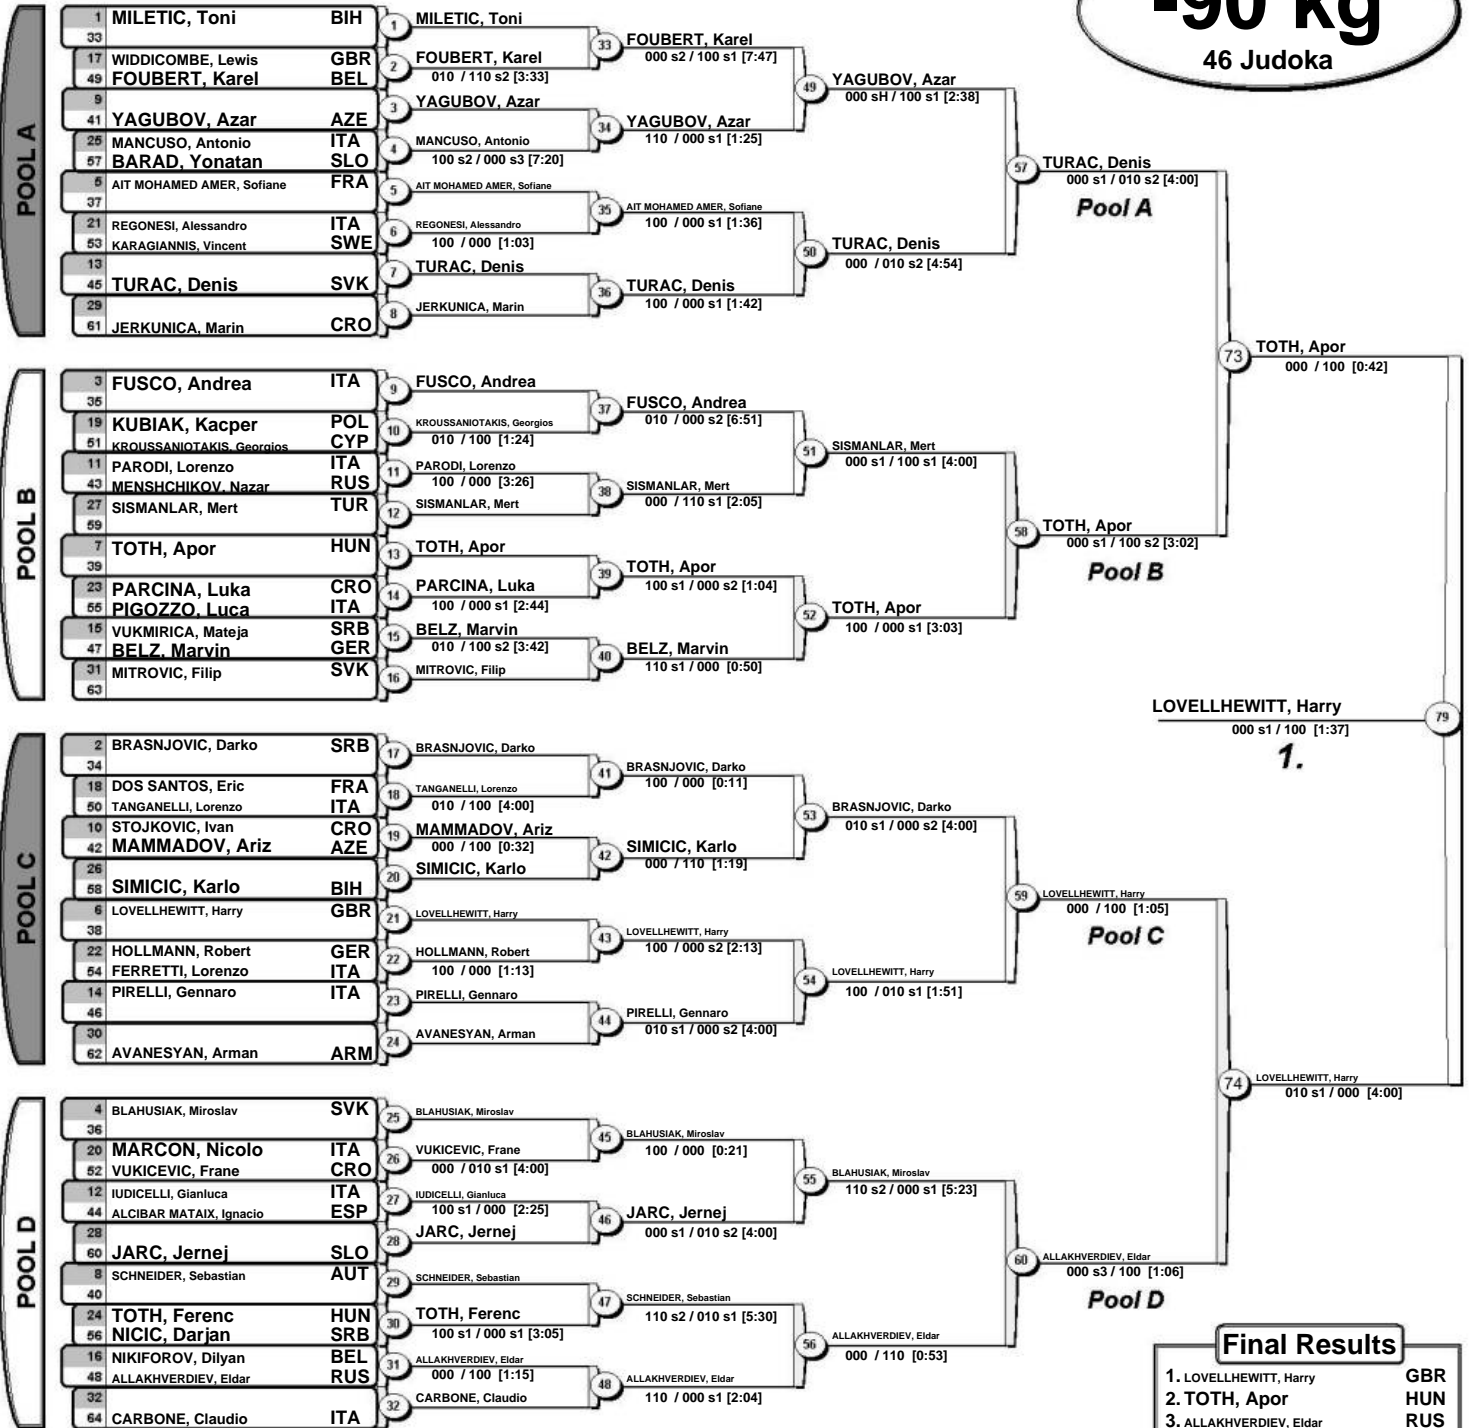 -90 kg
46 Judoka
POOL A
1 MILETIC, Toni BIH
33
17 WIDDICOMBE, Lewis GBR
49 FOUBERT, Karel BEL
9
41 YAGUBOV, Azar AZE
25 MANCUSO, Antonio ITA
57 BARAD, Yonatan SLO
5 AIT MOHAMED AMER, Sofiane FRA
37
21 REGONESI, Alessandro ITA
53 KARAGIANNIS, Vincent SWE
13
45 TURAC, Denis SVK
29
61 JERKUNICA, Marin CRO
1 MILETIC, Toni
2 FOUBERT, Karel
010 / 110 s2 [3:33]
3 YAGUBOV, Azar
4 MANCUSO, Antonio
100 s2 / 000 s3 [7:20]
5 AIT MOHAMED AMER, Sofiane
6 REGONESI, Alessandro
100 / 000 [1:03]
7 TURAC, Denis
8 JERKUNICA, Marin
33 FOUBERT, Karel
000 s2 / 100 s1 [7:47]
34 YAGUBOV, Azar
110 / 000 s1 [1:25]
35 AIT MOHAMED AMER, Sofiane
100 / 000 s1 [1:36]
36 TURAC, Denis
100 / 000 s1 [1:42]
49 YAGUBOV, Azar
000 sH / 100 s1 [2:38]
50 TURAC, Denis
000 / 010 s2 [4:54]
57 TURAC, Denis
000 s1 / 010 s2 [4:00]
Pool A
POOL B
3 FUSCO, Andrea ITA
35
19 KUBIAK, Kacper POL
51 KROUSSANIOTAKIS, Georgios CYP
11 PARODI, Lorenzo ITA
43 MENSHCHIKOV, Nazar RUS
27 SISMANLAR, Mert TUR
59
7 TOTH, Apor HUN
39
23 PARCINA, Luka CRO
55 PIGOZZO, Luca ITA
15 VUKMIRICA, Mateja SRB
47 BELZ, Marvin GER
31 MITROVIC, Filip SVK
63
9 FUSCO, Andrea
10 KROUSSANIOTAKIS, Georgios
010 / 100 [1:24]
11 PARODI, Lorenzo
100 / 000 [3:26]
12 SISMANLAR, Mert
13 TOTH, Apor
14 PARCINA, Luka
100 / 000 s1 [2:44]
15 BELZ, Marvin
010 / 100 s2 [3:42]
16 MITROVIC, Filip
37 FUSCO, Andrea
010 / 000 s2 [6:51]
38 SISMANLAR, Mert
000 / 110 s1 [2:05]
39 TOTH, Apor
100 s1 / 000 s2 [1:04]
40 BELZ, Marvin
110 s1 / 000 [0:50]
51 SISMANLAR, Mert
000 s1 / 100 s1 [4:00]
52 TOTH, Apor
100 / 000 s1 [3:03]
58 TOTH, Apor
000 s1 / 100 s2 [3:02]
Pool B
73 TOTH, Apor
000 / 100 [0:42]
LOVELLHEWITT, Harry 79
000 s1 / 100 [1:37]
1.
POOL C
2 BRASNJOVIC, Darko SRB
34
18 DOS SANTOS, Eric FRA
50 TANGANELLI, Lorenzo ITA
10 STOJKOVIC, Ivan CRO
42 MAMMADOV, Ariz AZE
26
58 SIMICIC, Karlo BIH
6 LOVELLHEWITT, Harry GBR
38
22 HOLLMANN, Robert GER
54 FERRETTI, Lorenzo ITA
14 PIRELLI, Gennaro ITA
46
30
62 AVANESYAN, Arman ARM
17 BRASNJOVIC, Darko
18 TANGANELLI, Lorenzo
010 / 100 [4:00]
19 MAMMADOV, Ariz
000 / 100 [0:32]
20 SIMICIC, Karlo
21 LOVELLHEWITT, Harry
22 HOLLMANN, Robert
100 / 000 [1:13]
23 PIRELLI, Gennaro
24 AVANESYAN, Arman
41 BRASNJOVIC, Darko
100 / 000 [0:11]
42 SIMICIC, Karlo
000 / 110 [1:19]
43 LOVELLHEWITT, Harry
100 / 000 s2 [2:13]
44 PIRELLI, Gennaro
010 s1 / 000 s2 [4:00]
53 BRASNJOVIC, Darko
010 s1 / 000 s2 [4:00]
54 LOVELLHEWITT, Harry
100 / 010 s1 [1:51]
59 LOVELLHEWITT, Harry
000 / 100 [1:05]
Pool C
74 LOVELLHEWITT, Harry
010 s1 / 000 [4:00]
POOL D
4 BLAHUSIAK, Miroslav SVK
36
20 MARCON, Nicolo ITA
52 VUKICEVIC, Frane CRO
12 IUDICELLI, Gianluca ITA
44 ALCIBAR MATAIX, Ignacio ESP
28
60 JARC, Jernej SLO
8 SCHNEIDER, Sebastian AUT
40
24 TOTH, Ferenc HUN
56 NICIC, Darjan SRB
16 NIKIFOROV, Dilyan BEL
48 ALLAKHVERDIEV, Eldar RUS
32
64 CARBONE, Claudio ITA
25 BLAHUSIAK, Miroslav
26 VUKICEVIC, Frane
000 / 010 s1 [4:00]
27 IUDICELLI, Gianluca
100 s1 / 000 [2:25]
28 JARC, Jernej
29 SCHNEIDER, Sebastian
30 TOTH, Ferenc
100 s1 / 000 s1 [3:05]
31 ALLAKHVERDIEV, Eldar
000 / 100 [1:15]
32 CARBONE, Claudio
45 BLAHUSIAK, Miroslav
100 / 000 [0:21]
46 JARC, Jernej
000 s1 / 010 s2 [4:00]
47 SCHNEIDER, Sebastian
110 s2 / 010 s1 [5:30]
48 ALLAKHVERDIEV, Eldar
110 / 000 s1 [2:04]
55 BLAHUSIAK, Miroslav
110 s2 / 000 s1 [5:23]
56 ALLAKHVERDIEV, Eldar
000 / 110 [0:53]
60 ALLAKHVERDIEV, Eldar
000 s3 / 100 [1:06]
Pool D
Final Results
1. LOVELLHEWITT, Harry GBR
2. TOTH, Apor HUN
3. ALLAKHVERDIEV, Eldar RUS